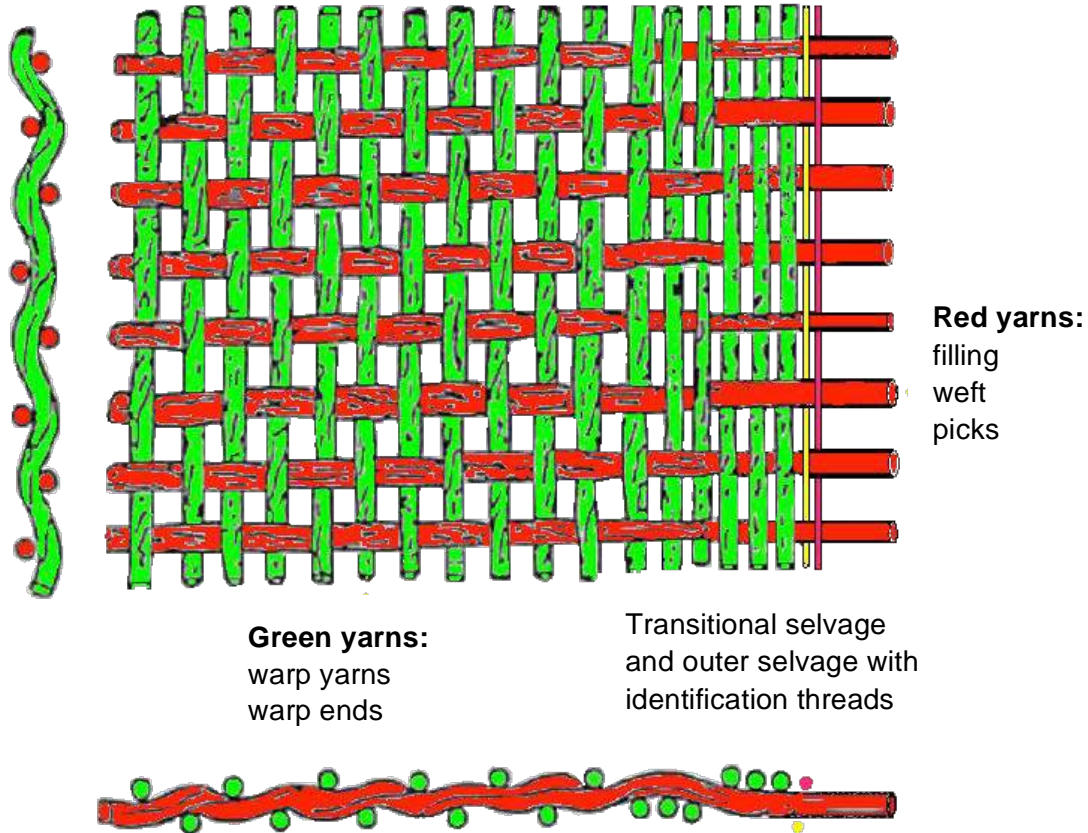 Red yarns:
filling
weft
picks
Green yarns:
warp yarns
warp ends
Transitional selvage
and outer selvage with
identification threads